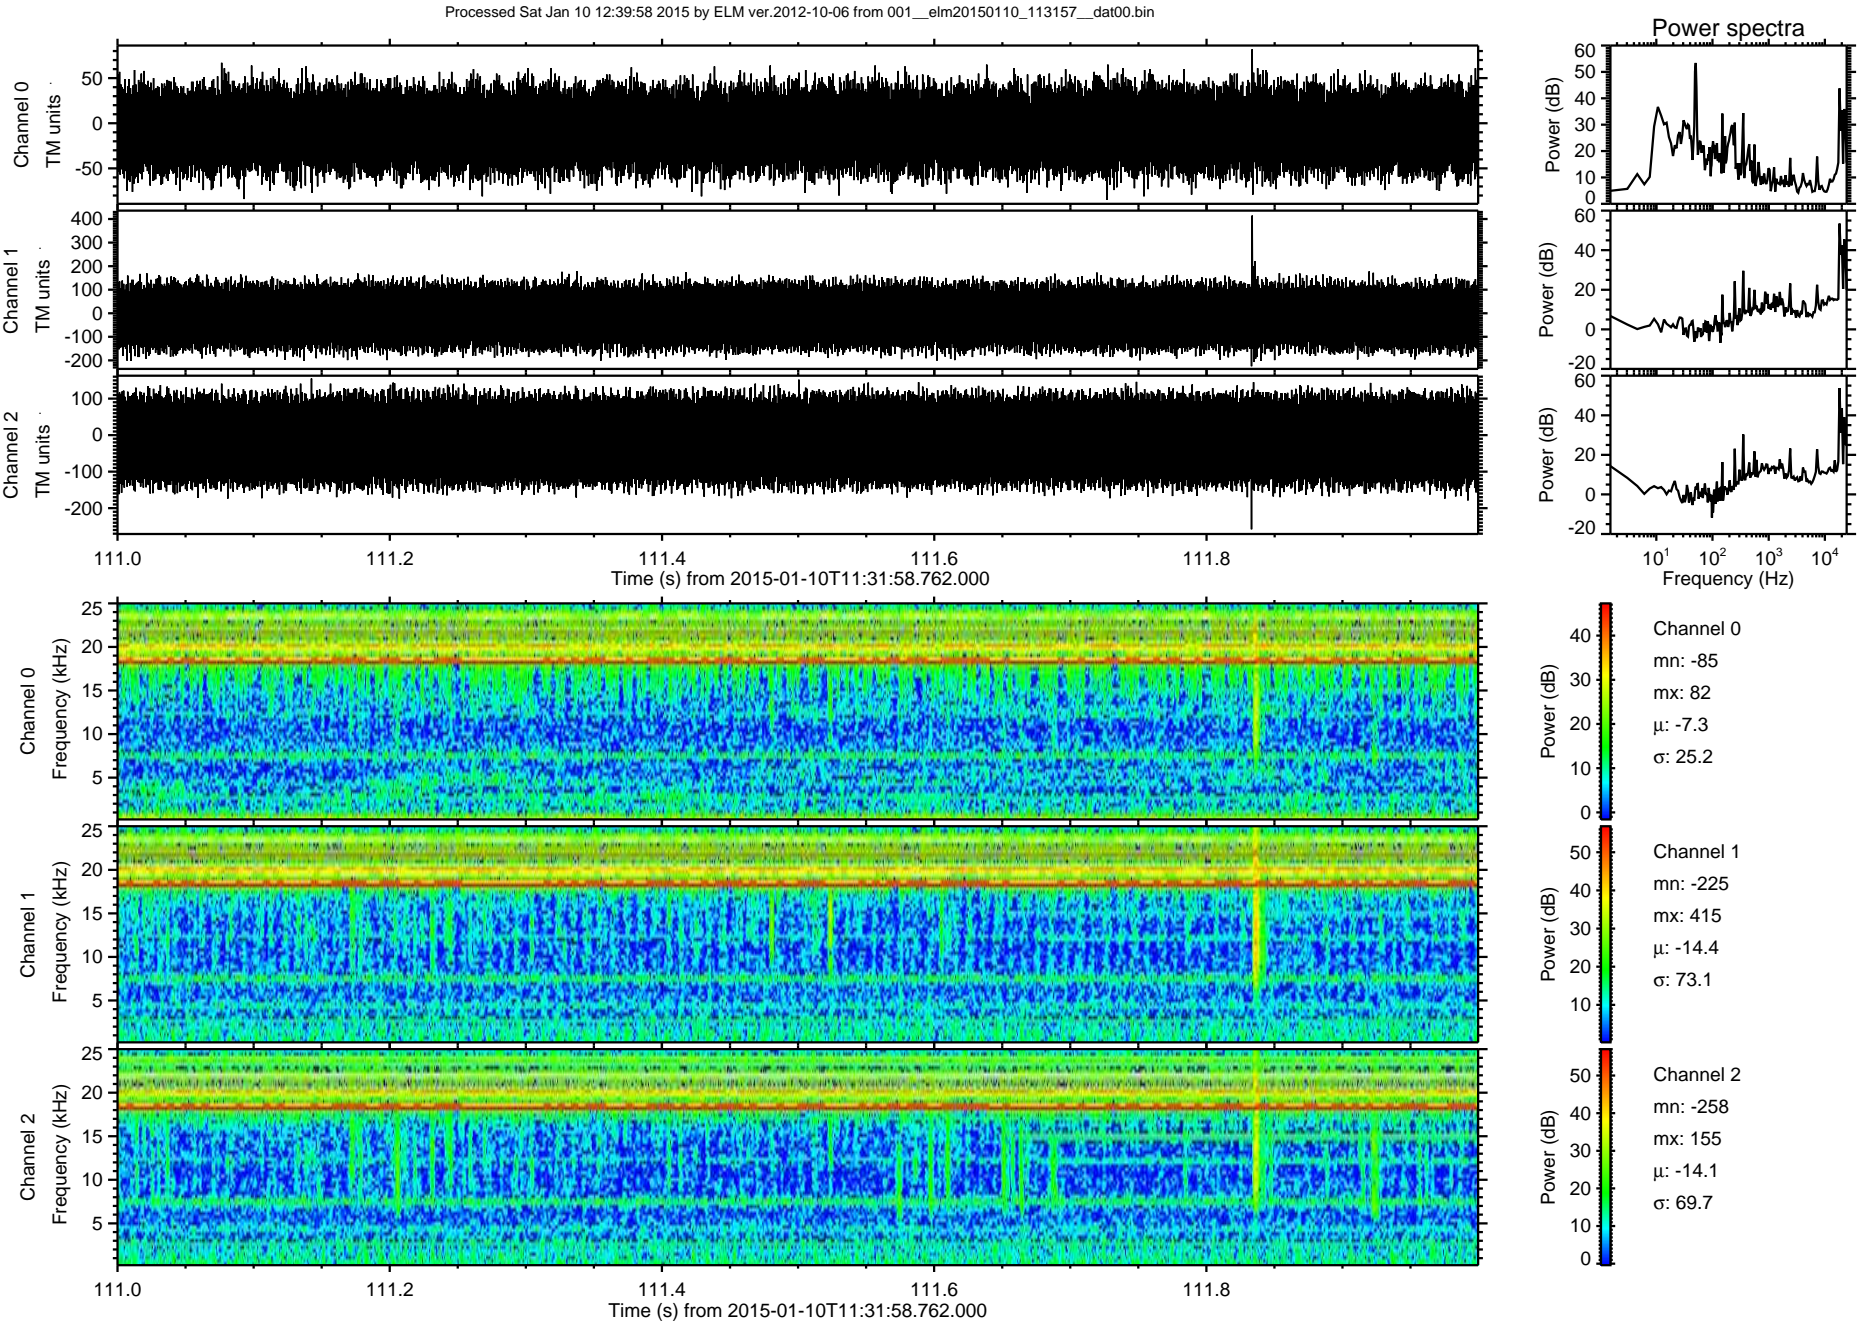 Processed Sat Jan 10 12:39:58 2015 by ELM ver.2012-10-06 from 001__elm20150110_113157__dat00.bin
Power spectra
Channel 0
TM units
50
0
-50
Power (dB)
60
50
40
30
20
10
0
Channel 1
TM units
400
300
200
100
0
-100
-200
Power (dB)
60
40
20
0
-20
Channel 2
TM units
100
0
-100
-200
Power (dB)
60
40
20
0
-20
111.0 111.2 111.4 111.6 111.8
Time (s) from 2015-01-10T11:31:58.762.000
10^1 10^2 10^3 10^4
Frequency (Hz)
Channel 0
Frequency (kHz)
25
20
15
10
5
Power (dB)
40
30
20
10
0
Channel 0
mn: -85
mx: 82
µ: -7.3
σ: 25.2
Channel 1
Frequency (kHz)
25
20
15
10
5
Power (dB)
50
40
30
20
10
Channel 1
mn: -225
mx: 415
µ: -14.4
σ: 73.1
Channel 2
Frequency (kHz)
25
20
15
10
5
Power (dB)
50
40
30
20
10
0
Channel 2
mn: -258
mx: 155
µ: -14.1
σ: 69.7
111.0 111.2 111.4 111.6 111.8
Time (s) from 2015-01-10T11:31:58.762.000